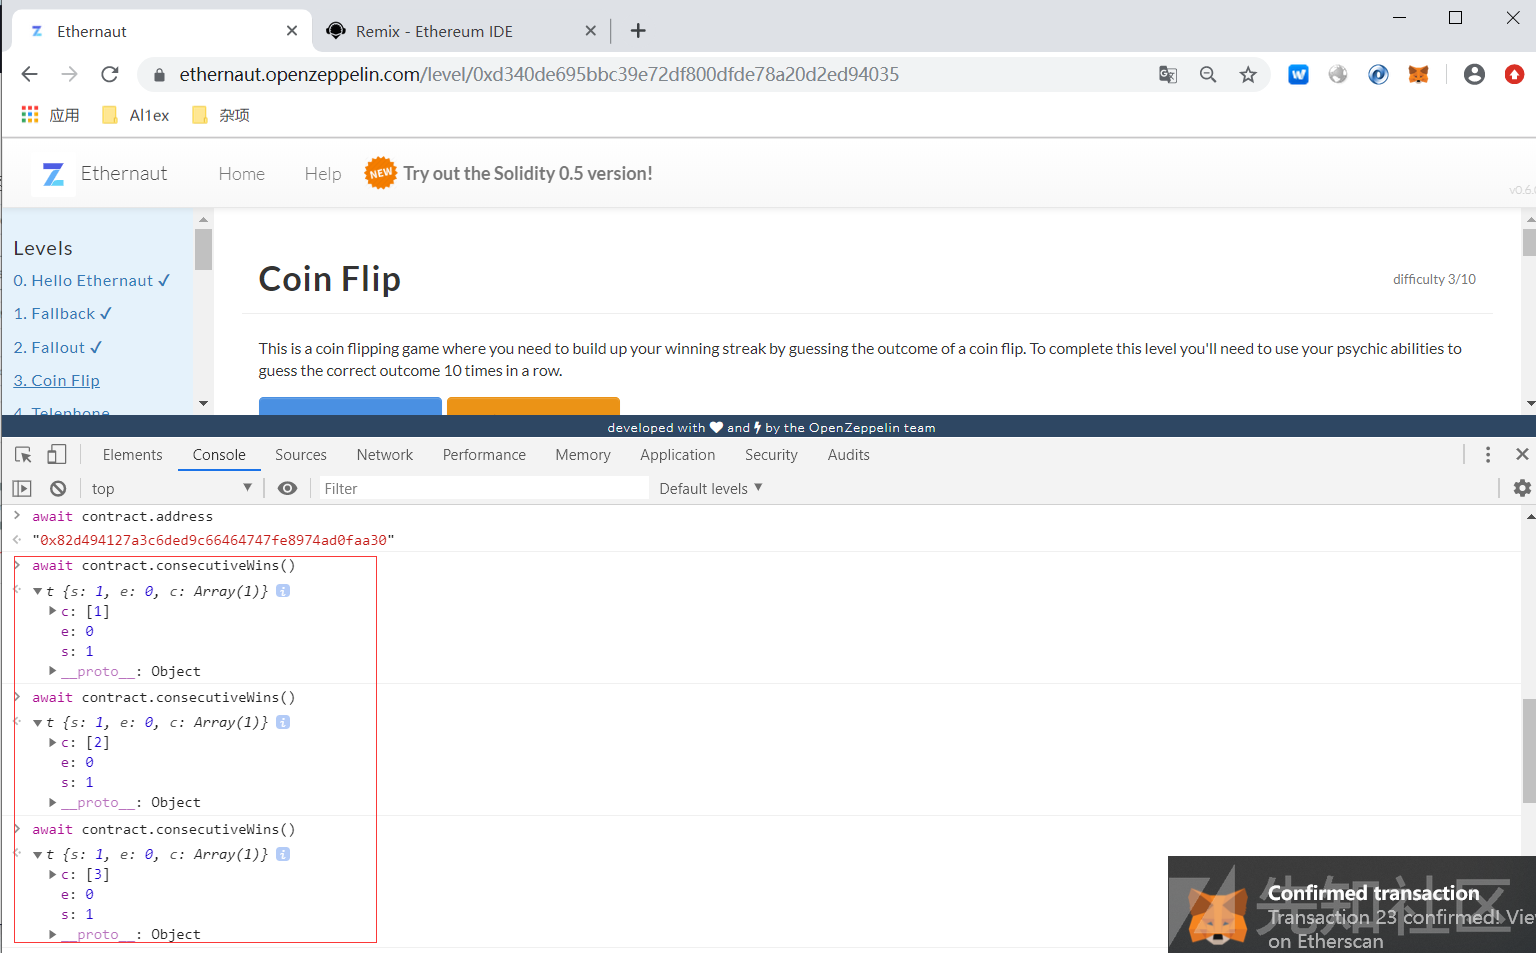 Ethernaut
Remix - Ethereum IDE
ethernaut.openzeppelin.com/level/0xd340de695bbc39e72df800dfde78a20d2ed94035
应用
Al1ex
杂项
Ethernaut
Home
Help
NEW
Try out the Solidity 0.5 version!
v0.6.
Levels
0. Hello Ethernaut ✓
1. Fallback ✓
2. Fallout ✓
3. Coin Flip
4. Telephone
Coin Flip
difficulty 3/10
This is a coin flipping game where you need to build up your winning streak by guessing the outcome of a coin flip. To complete this level you'll need to use your psychic abilities to
guess the correct outcome 10 times in a row.
developed with ♥ and ⚡ by the OpenZeppelin team
Elements Console Sources Network Performance Memory Application Security Audits
top
Filter
Default levels ▼
> await contract.address
"0x82d494127a3c6ded9c66464747fe8974ad0faa30"
> await contract.consecutiveWins()
▼t {s: 1, e: 0, c: Array(1)} i
▶c: [1]
e: 0
s: 1
▶__proto__: Object
> await contract.consecutiveWins()
▼t {s: 1, e: 0, c: Array(1)} i
▶c: [2]
e: 0
s: 1
▶__proto__: Object
> await contract.consecutiveWins()
▼t {s: 1, e: 0, c: Array(1)} i
▶c: [3]
e: 0
s: 1
▶__proto__: Object
Confirmed transaction
Transaction 23 confirmed! Vie
on Etherscan
先知社区